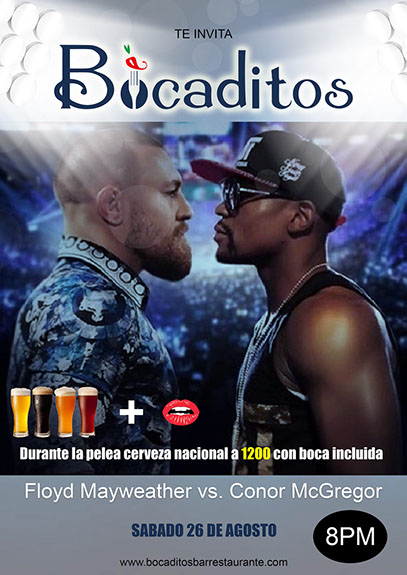 TE INVITA
Bocaditos
+
Durante la pelea cerveza nacional a 1200 con boca incluida
Floyd Mayweather vs. Conor McGregor
SABADO 26 DE AGOSTO
8PM
www.bocaditosbarrestaurante.com